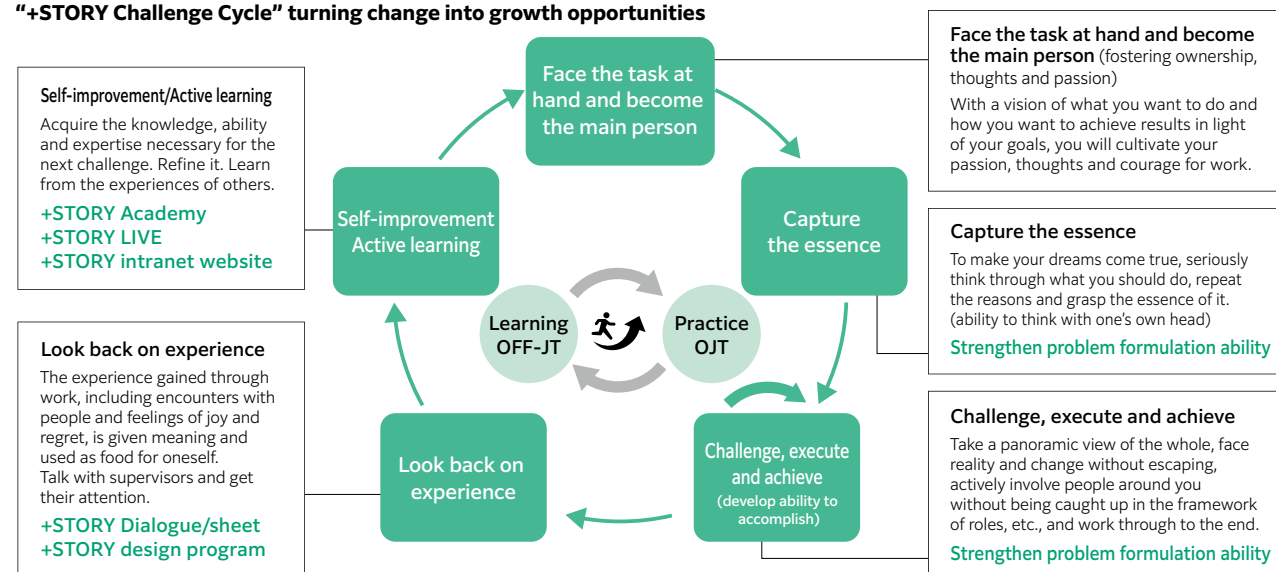 “+STORY Challenge Cycle” turning change into growth opportunities
Face the task at
hand and become
the main person
Capture
the essence
Challenge, execute
and achieve
(develop ability to
accomplish)
Look back on
experience
Self-improvement
Active learning
Learning
OFF-JT
Practice
OJT
Self-improvement/Active learning
Acquire the knowledge, ability
and expertise necessary for the
next challenge. Refine it. Learn
from the experiences of others.
+STORY Academy
+STORY LIVE
+STORY intranet website
Look back on experience
The experience gained through
work, including encounters with
people and feelings of joy and
regret, is given meaning and
used as food for oneself.
Talk with supervisors and get
their attention.
+STORY Dialogue/sheet
+STORY design program
Face the task at hand and become
the main person (fostering ownership,
thoughts and passion)
With a vision of what you want to do and
how you want to achieve results in light
of your goals, you will cultivate your
passion, thoughts and courage for work.
Capture the essence
To make your dreams come true, seriously
think through what you should do, repeat
the reasons and grasp the essence of it.
(ability to think with one’s own head)
Strengthen problem formulation ability
Challenge, execute and achieve
Take a panoramic view of the whole, face
reality and change without escaping,
actively involve people around you
without being caught up in the framework
of roles, etc., and work through to the end.
Strengthen problem formulation ability